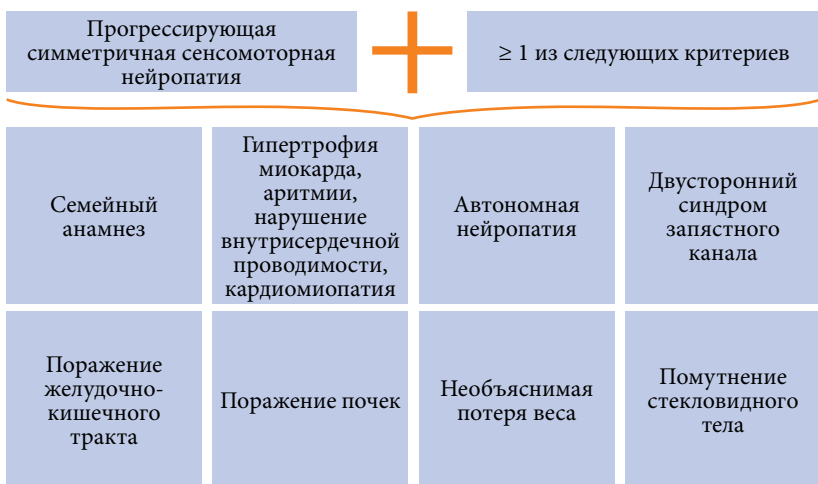 Прогрессирующая
симметричная сенсомоторная
нейропатия
≥ 1 из следующих критериев
Семейный
анамнез
Гипертрофия
миокарда,
аритмии,
нарушение
внутрисердечной
проводимости,
кардиомиопатия
Автономная
нейропатия
Двусторонний
синдром
запястного
канала
Поражение
желудочно-
кишечного
тракта
Поражение почек
Необъяснимая
потеря веса
Помутнение
стекловидного
тела